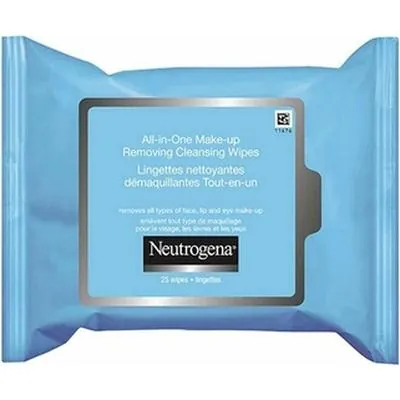 11676
All-in-One Make-up
Removing Cleansing Wipes
Lingettes nettoyantes
démaquillantes Tout-en-un
removes all types of face, lip and eye make-up
enlèvent tout type de maquillage
pour le visage, les lèvres et les yeux
Neutrogena®
25 wipes • lingettes